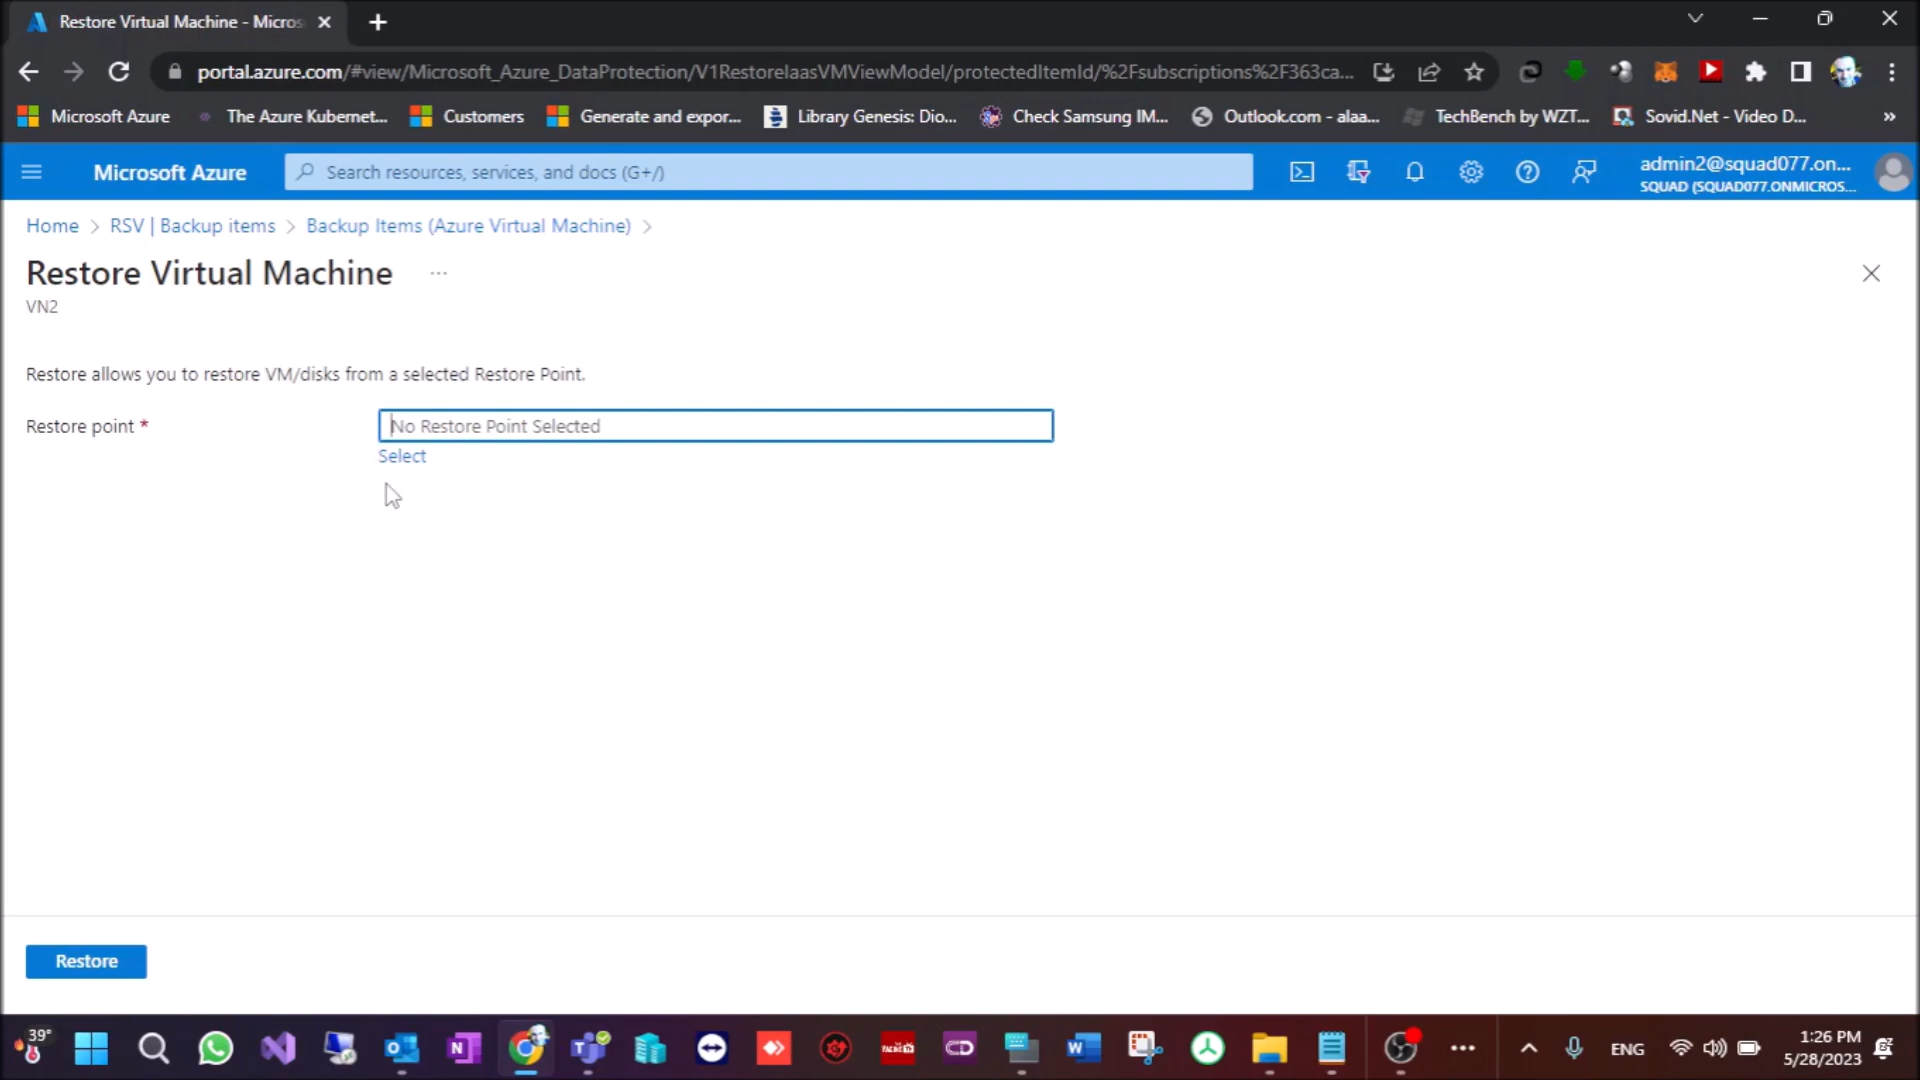 Restore Virtual Machine - Micros
portal.azure.com/#view/Microsoft_Azure_DataProtection/V1RestoreIaasVMViewModel/protectedItemId/%2Fsubscriptions%2F363ca...
Microsoft Azure
The Azure Kubernet...
Customers
Generate and expor...
Library Genesis: Dio...
Check Samsung IM...
Outlook.com - alaa...
TechBench by WZT...
Sovid.Net - Video D...
»
Microsoft Azure
Search resources, services, and docs (G+/)
admin2@squad077.on...
SQUAD (SQUAD077.ONMICROS...
Home > RSV | Backup items > Backup Items (Azure Virtual Machine) >
Restore Virtual Machine ...
VN2
Restore allows you to restore VM/disks from a selected Restore Point.
Restore point *
No Restore Point Selected
Select
Restore
39°
ENG
1:26 PM
5/28/2023